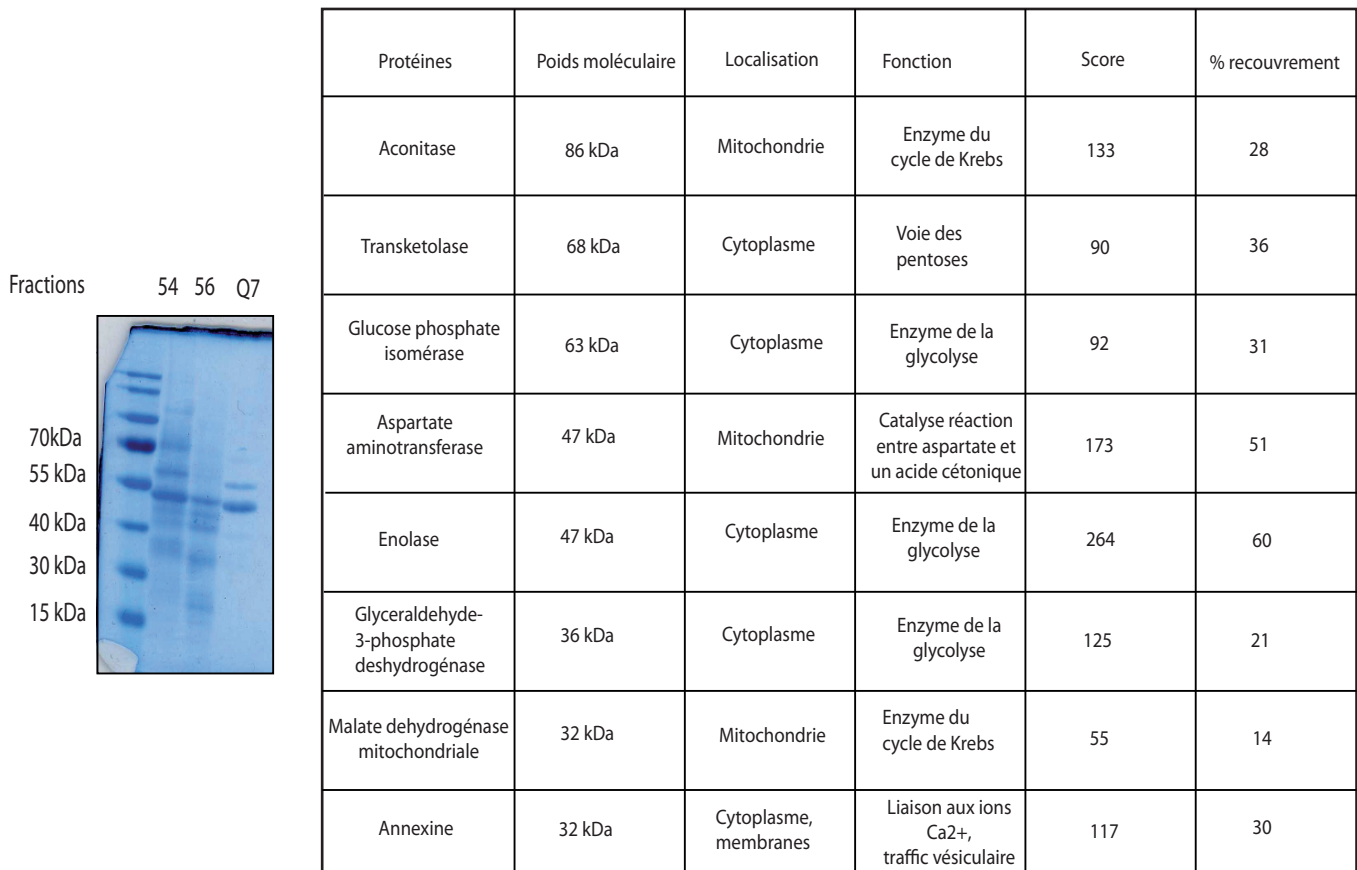 Fractions 54 56 Q7
70kDa
55 kDa
40 kDa
30 kDa
15 kDa
Protéines Poids moléculaire Localisation Fonction Score % recouvrement
Aconitase 86 kDa Mitochondrie Enzyme du
cycle de Krebs 133 28
Transketolase 68 kDa Cytoplasme Voie des
pentoses 90 36
Glucose phosphate
isomérase 63 kDa Cytoplasme Enzyme de la
glycolyse 92 31
Aspartate
aminotransferase 47 kDa Mitochondrie Catalyse réaction
entre aspartate et
un acide cétonique 173 51
Enolase 47 kDa Cytoplasme Enzyme de la
glycolyse 264 60
Glyceraldehyde-
3-phosphate
deshydrogénase 36 kDa Cytoplasme Enzyme de la
glycolyse 125 21
Malate dehydrogénase
mitochondriale 32 kDa Mitochondrie Enzyme du
cycle de Krebs 55 14
Annexine 32 kDa Cytoplasme,
membranes Liaison aux ions
Ca2+,
traffic vésiculaire 117 30